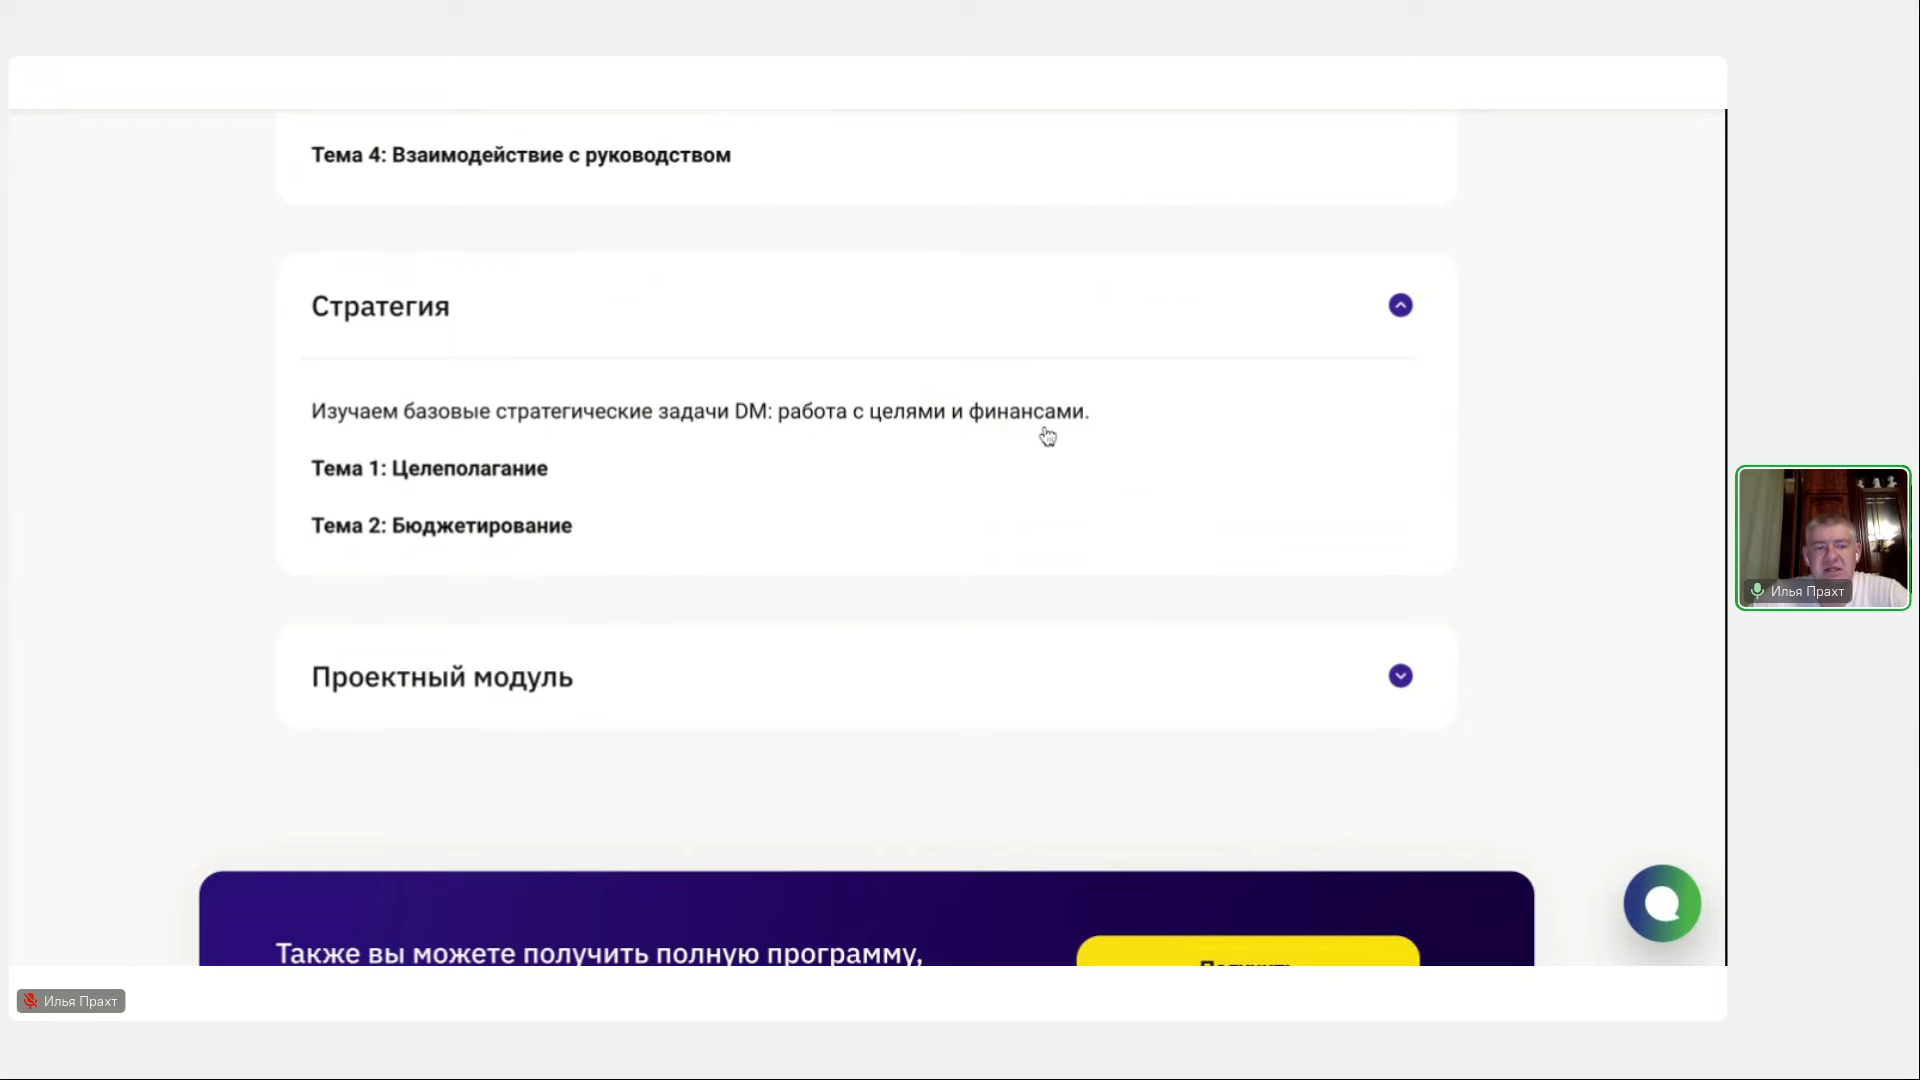 Тема 4: Взаимодействие с руководством
Стратегия
Изучаем базовые стратегические задачи DM: работа с целями и финансами.
Тема 1: Целеполагание
Тема 2: Бюджетирование
Проектный модуль
Также вы можете получить полную программу,
Илья Прахт
Илья Прахт